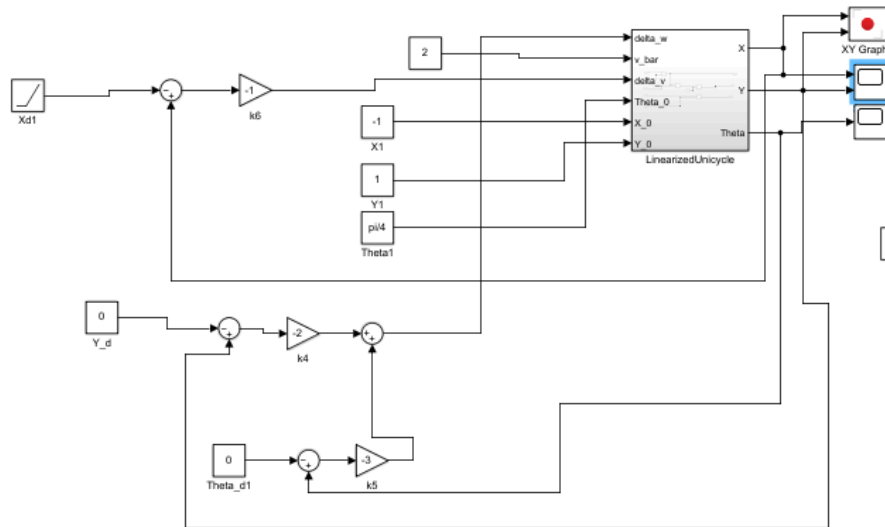 delta_w
v_bar
delta_v
Theta_0
X_0
Y_0
X
Y
Theta
LinearizedUnicycle
XY Graph
2
Xd1
-1
k6
-1
X1
1
Y1
pi/4
Theta1
0
Y_d
-2
k4
0
Theta_d1
-3
k5